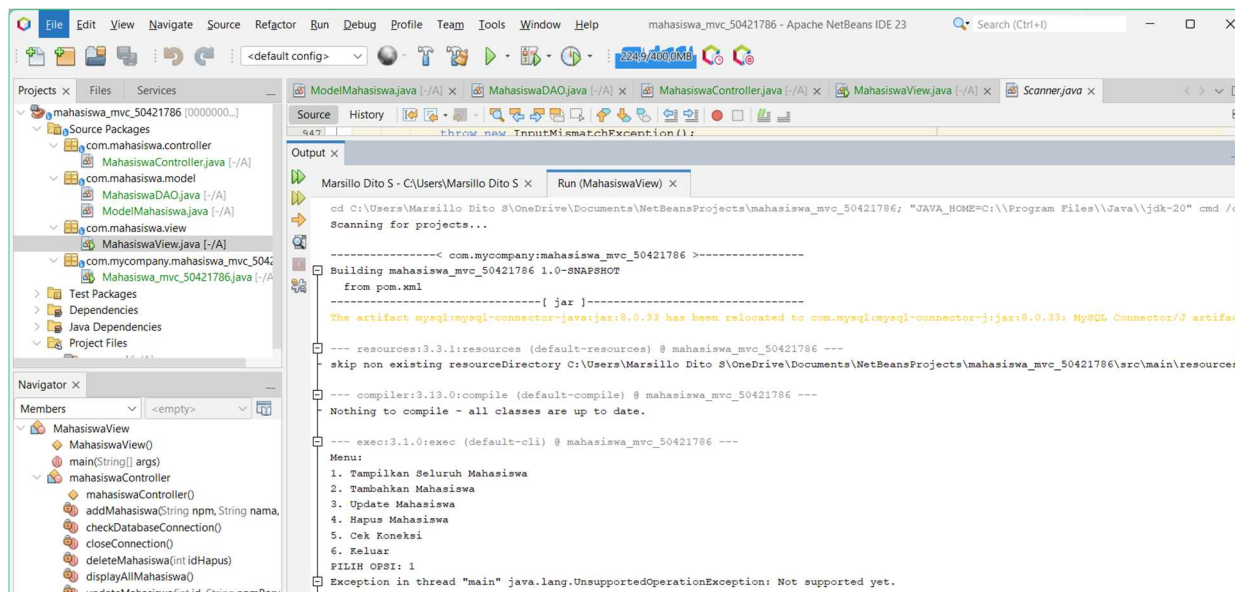 File Edit View Navigate Source Refactor Run Debug Profile Team Tools Window Help mahasiswa_mvc_50421786 - Apache NetBeans IDE 23 Search (Ctrl+I)
<default config> 224,9/400,0MB
Projects Files Services
ModelMahasiswa.java [-/A] MahasiswaDAO.java [-/A] MahasiswaController.java [-/A] MahasiswaView.java [-/A] Scanner.java
mahasiswa_mvc_50421786 [0000000...]
Source Packages
com.mahasiswa.controller
MahasiswaController.java [-/A]
com.mahasiswa.model
MahasiswaDAO.java [-/A]
ModelMahasiswa.java [-/A]
com.mahasiswa.view
MahasiswaView.java [-/A]
com.mycompany.mahasiswa_mvc_5042
Mahasiswa_mvc_50421786.java [-/A
Test Packages
Dependencies
Java Dependencies
Project Files
Navigator
Members <empty>
MahasiswaView
MahasiswaView()
main(String[] args)
mahasiswaController
mahasiswaController()
addMahasiswa(String npm, String nama,
checkDatabaseConnection()
closeConnection()
deleteMahasiswa(int idHapus)
displayAllMahasiswa()
Source History
947 throw new InputMismatchException();
Output
Marsillo Dito S - C:\Users\Marsillo Dito S Run (MahasiswaView)
cd C:\Users\Marsillo Dito S\OneDrive\Documents\NetBeansProjects\mahasiswa_mvc_50421786; "JAVA_HOME=C:\\Program Files\\Java\\jdk-20" cmd /c
Scanning for projects...
----------------< com.mycompany:mahasiswa_mvc_50421786 >----------------
Building mahasiswa_mvc_50421786 1.0-SNAPSHOT
from pom.xml
--------------------------------[ jar ]---------------------------------
The artifact mysql:mysql-connector-java:jar:8.0.33 has been relocated to com.mysql:mysql-connector-j:jar:8.0.33: MySQL Connector/J artifac
--- resources:3.3.1:resources (default-resources) @ mahasiswa_mvc_50421786 ---
skip non existing resourceDirectory C:\Users\Marsillo Dito S\OneDrive\Documents\NetBeansProjects\mahasiswa_mvc_50421786\src\main\resources
--- compiler:3.13.0:compile (default-compile) @ mahasiswa_mvc_50421786 ---
Nothing to compile - all classes are up to date.
--- exec:3.1.0:exec (default-cli) @ mahasiswa_mvc_50421786 ---
Menu:
1. Tampilkan Seluruh Mahasiswa
2. Tambahkan Mahasiswa
3. Update Mahasiswa
4. Hapus Mahasiswa
5. Cek Koneksi
6. Keluar
PILIH OPSI: 1
Exception in thread "main" java.lang.UnsupportedOperationException: Not supported yet.